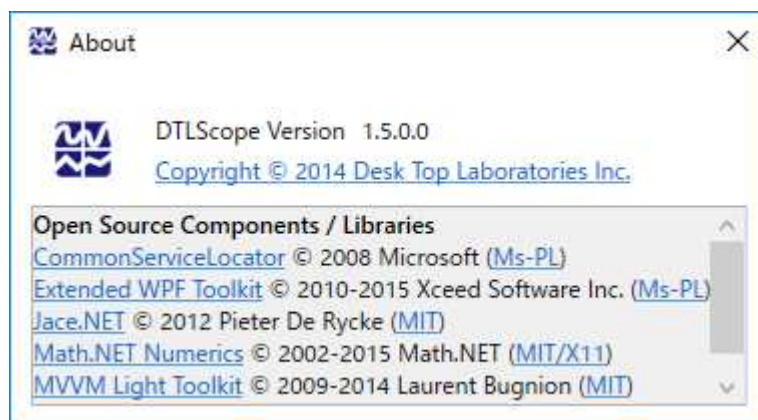 About
DTLScope Version 1.5.0.0
Copyright © 2014 Desk Top Laboratories Inc.
Open Source Components / Libraries
CommonServiceLocator © 2008 Microsoft (Ms-PL)
Extended WPF Toolkit © 2010-2015 Xceed Software Inc. (Ms-PL)
Jace.NET © 2012 Pieter De Rycke (MIT)
Math.NET Numerics © 2002-2015 Math.NET (MIT/X11)
MVVM Light Toolkit © 2009-2014 Laurent Bugnion (MIT)